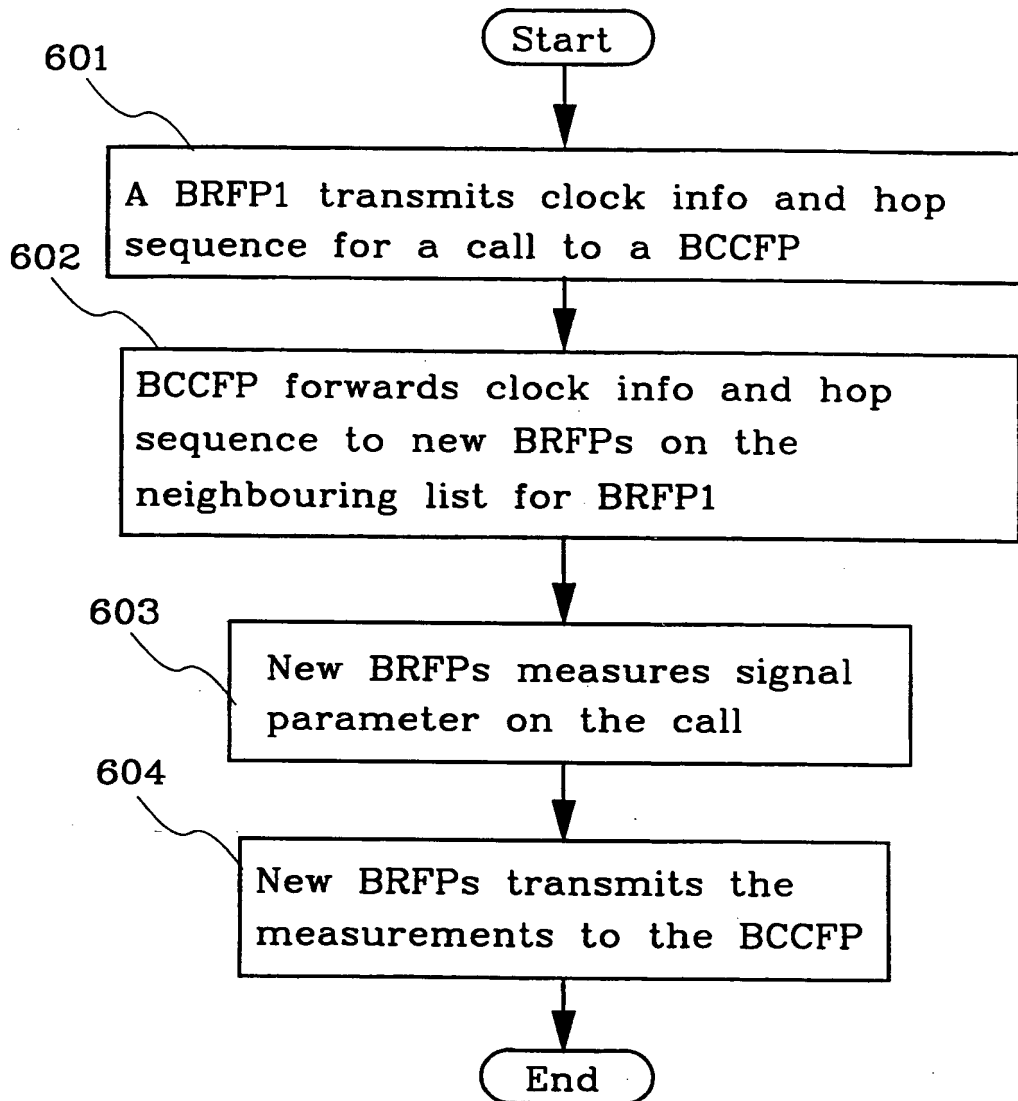 Start
601
A BRFP1 transmits clock info and hop
sequence for a call to a BCCFP
602
BCCFP forwards clock info and hop
sequence to new BRFPs on the
neighbouring list for BRFP1
603
New BRFPs measures signal
parameter on the call
604
New BRFPs transmits the
measurements to the BCCFP
End